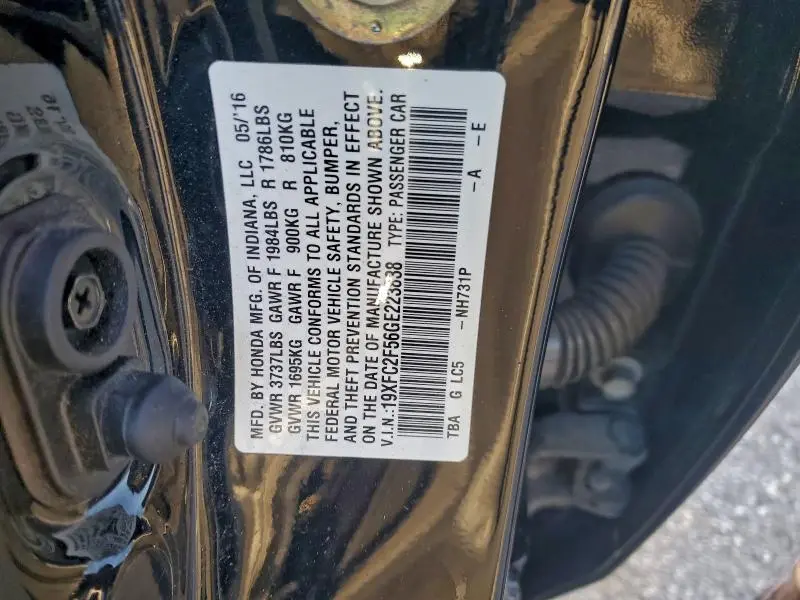 MFD. BY HONDA MFG. OF INDIANA, LLC 05/'16
GVWR 3737LBS GAWR F 1984LBS R 1786LBS
GVWR 1695KG GAWR F 900KG R 810KG
THIS VEHICLE CONFORMS TO ALL APPLICABLE
FEDERAL MOTOR VEHICLE SAFETY, BUMPER,
AND THEFT PREVENTION STANDARDS IN EFFECT
ON THE DATE OF MANUFACTURE SHOWN ABOVE.
V.I.N.:19XFC2F56GE223638 TYPE: PASSENGER CAR
TBA G LC5 -NH731P -A -E